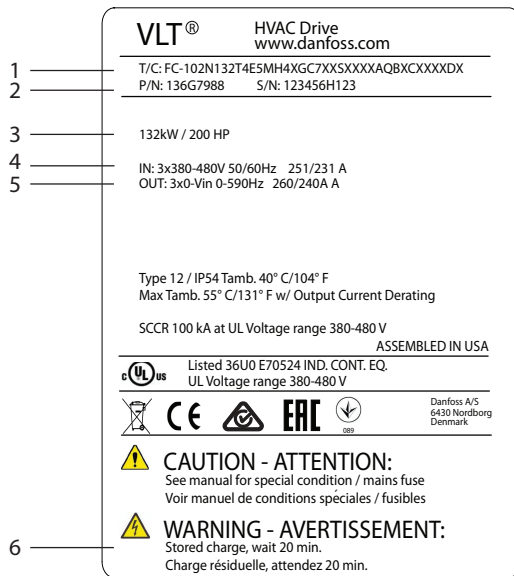 VLT® HVAC Drive
www.danfoss.com
1 T/C: FC-102N132T4E5MH4XGC7XXSXXXXAQBXCXXXXDX
2 P/N: 136G7988 S/N: 123456H123
3 132kW / 200 HP
4 IN: 3x380-480V 50/60Hz 251/231 A
5 OUT: 3x0-Vin 0-590Hz 260/240A A
Type 12 / IP54 Tamb. 40° C/104° F
Max Tamb. 55° C/131° F w/ Output Current Derating
SCCR 100 kA at UL Voltage range 380-480 V
ASSEMBLED IN USA
c UL us Listed 36U0 E70524 IND. CONT. EQ.
UL Voltage range 380-480 V
CE EAC 089
Danfoss A/S
6430 Nordborg
Denmark
CAUTION - ATTENTION:
See manual for special condition / mains fuse
Voir manuel de conditions spéciales / fusibles
WARNING - AVERTISSEMENT:
6 Stored charge, wait 20 min.
Charge résiduelle, attendez 20 min.